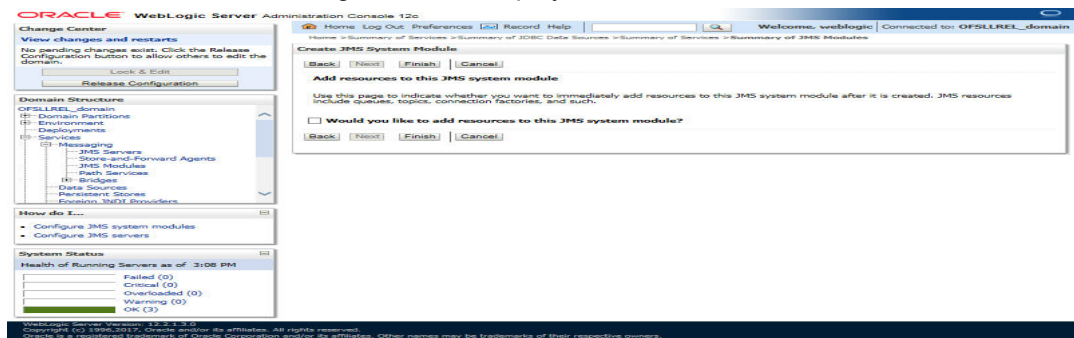 ORACLE WebLogic Server Administration Console 12c
Change Center
View changes and restarts
No pending changes exist. Click the Release
Configuration button to allow others to edit the
domain.
Lock & Edit
Release Configuration
Domain Structure
OFSLLREL_domain
Domain Partitions
Environment
Deployments
Services
Messaging
JMS Servers
Store-and-Forward Agents
JMS Modules
Path Services
Bridges
Data Sources
Persistent Stores
Foreign JNDI Providers
How do I...
Configure JMS system modules
Configure JMS servers
System Status
Health of Running Servers as of 3:08 PM
Failed (0)
Critical (0)
Overloaded (0)
Warning (0)
OK (3)
Home Log Out Preferences Record Help
Welcome, weblogic Connected to: OFSLLREL_domain
Home >Summary of Services >Summary of JDBC Data Sources >Summary of Services >Summary of JMS Modules
Create JMS System Module
Back Next Finish Cancel
Add resources to this JMS system module
Use this page to indicate whether you want to immediately add resources to this JMS system module after it is created. JMS resources
include queues, topics, connection factories, and such.
Would you like to add resources to this JMS system module?
Back Next Finish Cancel
WebLogic Server Version: 12.2.1.3.0
Copyright (c) 1996,2017, Oracle and/or its affiliates. All rights reserved.
Oracle is a registered trademark of Oracle Corporation and/or its affiliates. Other names may be trademarks of their respective owners.